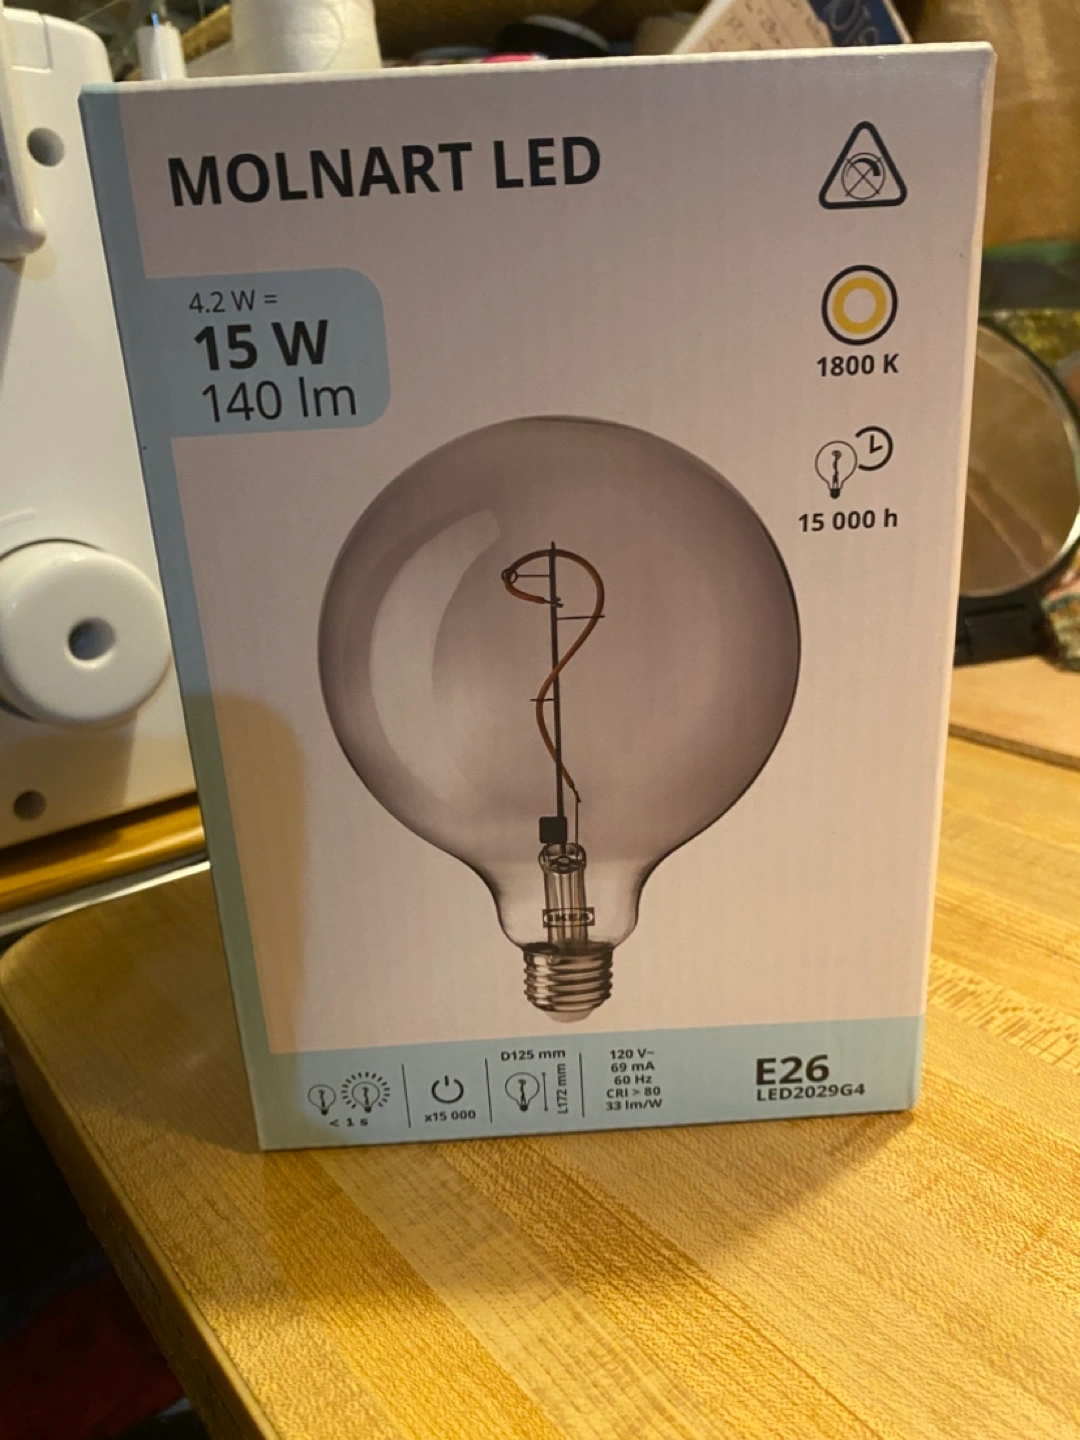 MOLNART LED
4.2 W =
15 W
140 lm
1800 K
15 000 h
IKEA
< 1 s
x15 000
D125 mm
L172 mm
120 V~
69 mA
60 Hz
CRI > 80
33 lm/W
E26
LED2029G4